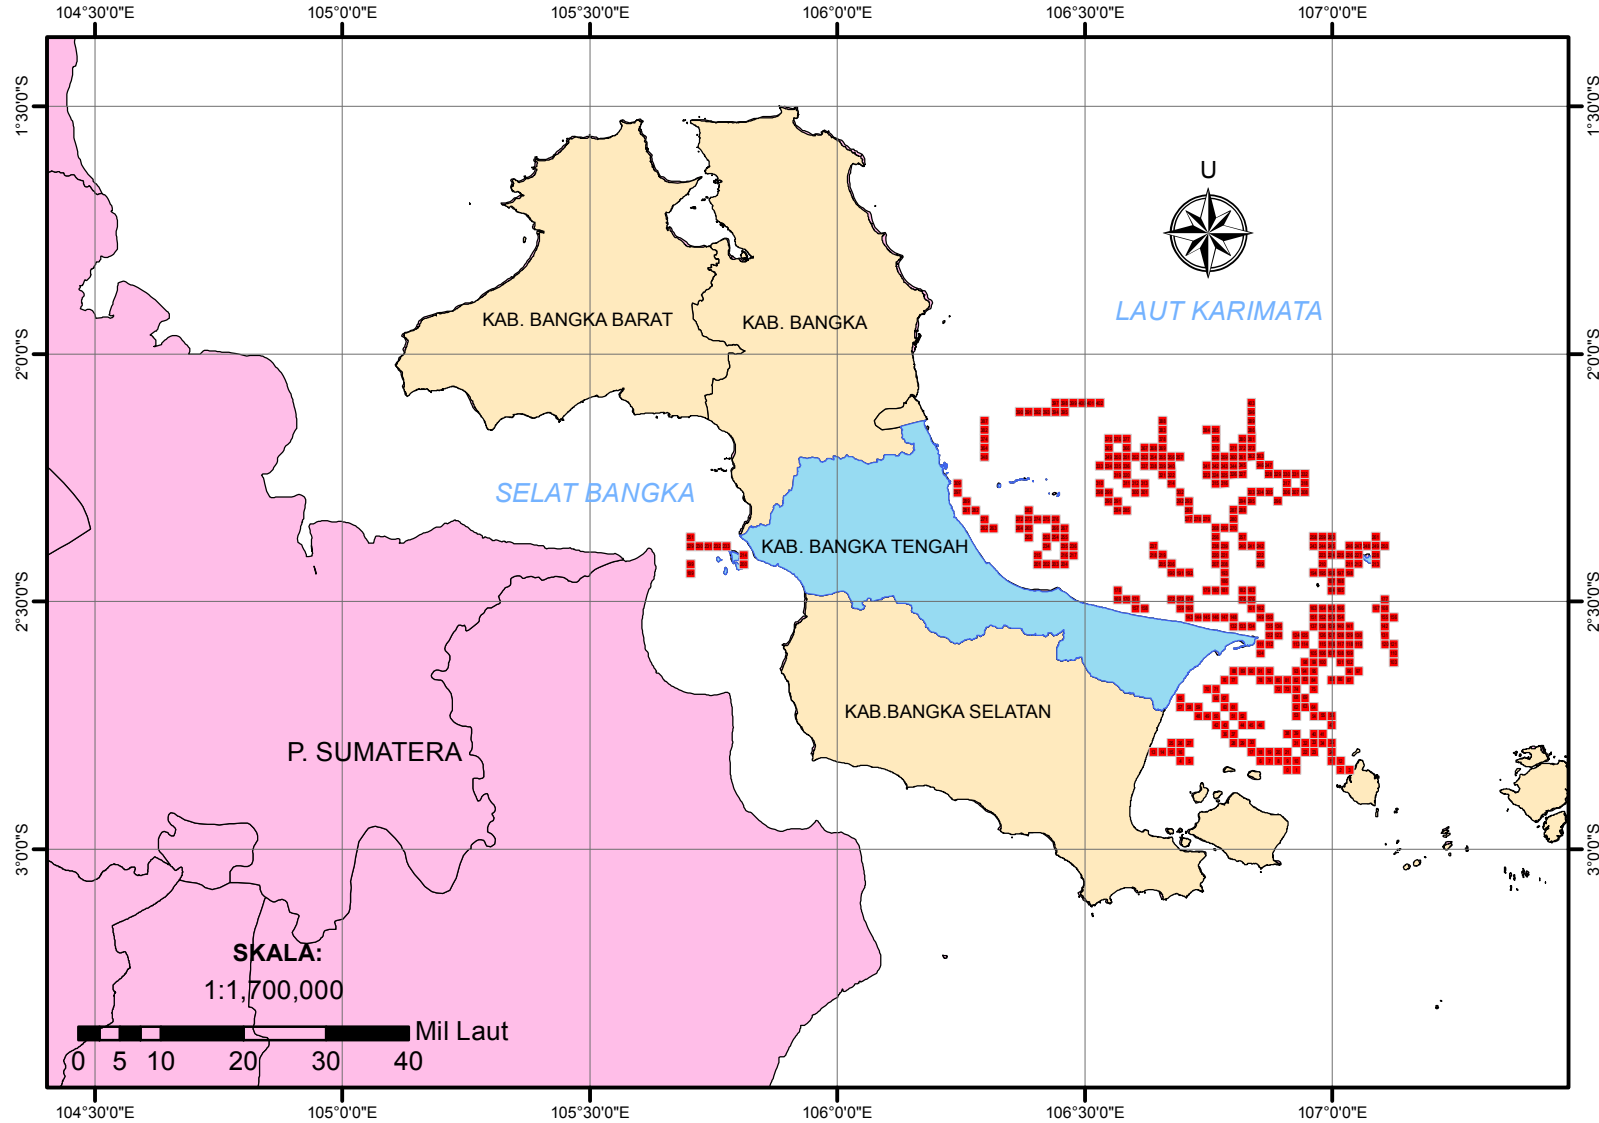 104°30'0"E 105°0'0"E 105°30'0"E 106°0'0"E 106°30'0"E 107°0'0"E
1°30'0"S 1°30'0"S
U
LAUT KARIMATA
KAB. BANGKA BARAT KAB. BANGKA
2°0'0"S 2°0'0"S
SELAT BANGKA
KAB. BANGKA TENGAH
2°30'0"S 2°30'0"S
KAB.BANGKA SELATAN
P. SUMATERA
3°0'0"S 3°0'0"S
SKALA:
1:1,700,000
Mil Laut
0 5 10 20 30 40
104°30'0"E 105°0'0"E 105°30'0"E 106°0'0"E 106°30'0"E 107°0'0"E